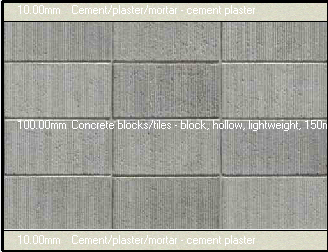 10.00mm Cement/plaster/mortar - cement plaster
100.00mm Concrete blocks/tiles - block, hollow, lightweight, 150m
10.00mm Cement/plaster/mortar - cement plaster